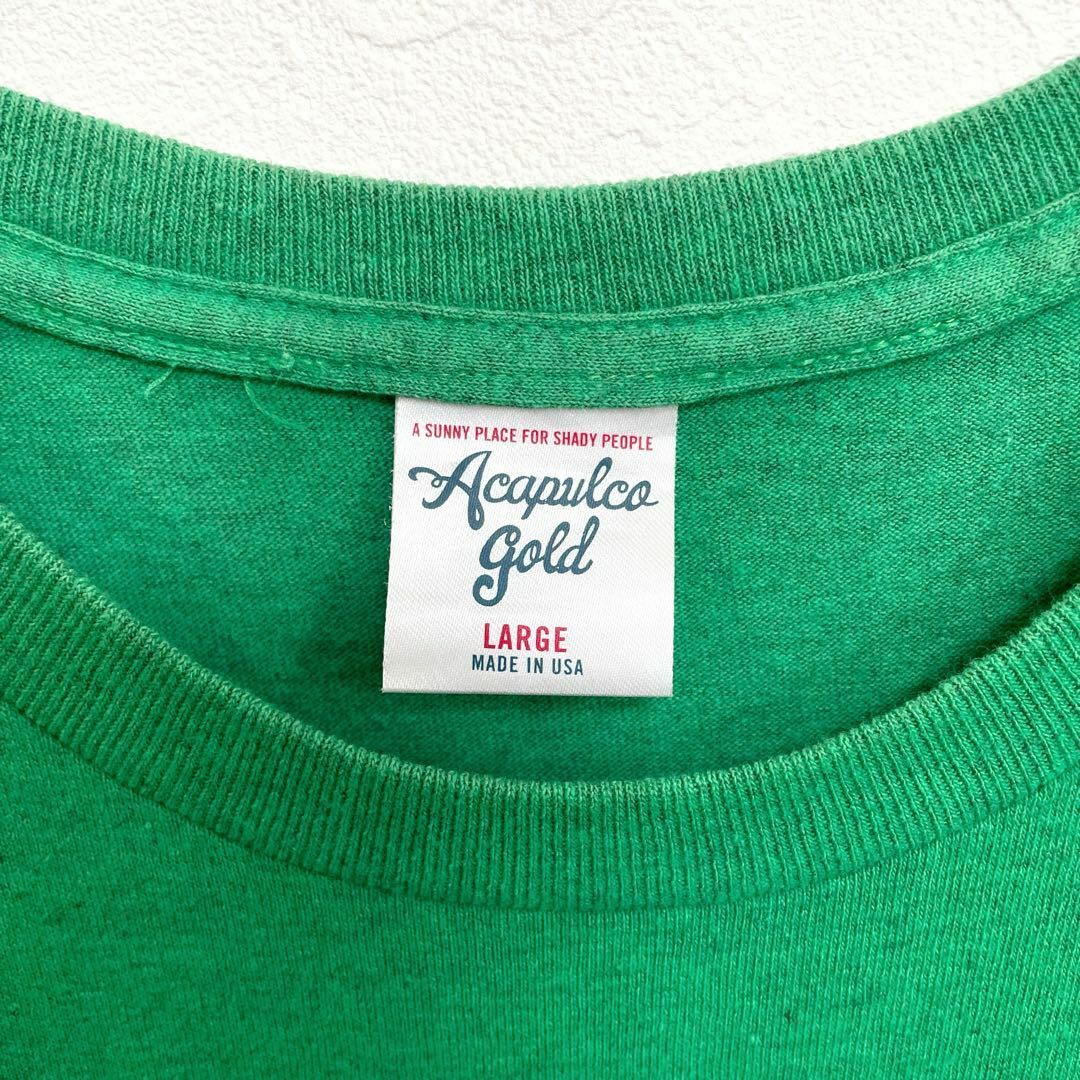 A SUNNY PLACE FOR SHADY PEOPLE
Acapulco
gold
LARGE
MADE IN USA